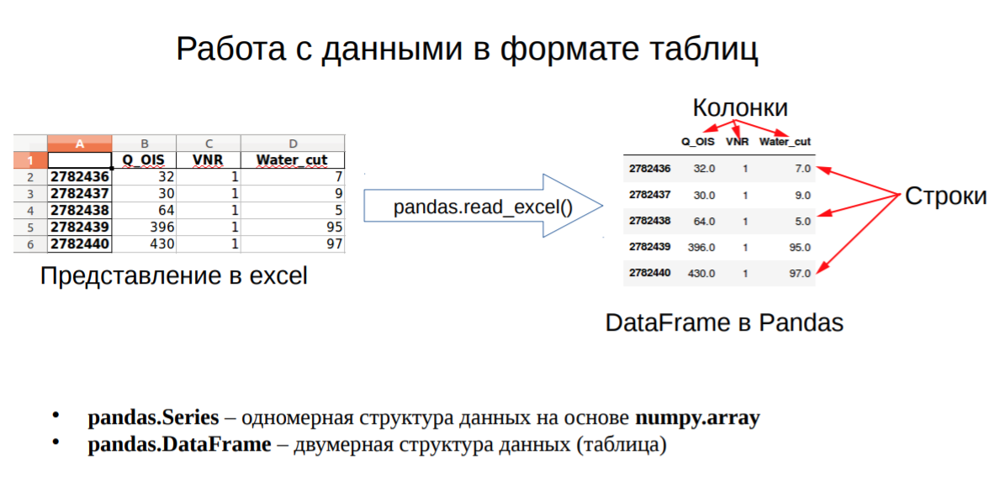 Работа с данными в формате таблиц
A B C D
1 Q_OIS VNR Water_cut
2 2782436 32 1 7
3 2782437 30 1 9
4 2782438 64 1 5
5 2782439 396 1 95
6 2782440 430 1 97
Представление в excel
pandas.read_excel()
Колонки
Q_OIS VNR Water_cut
2782436 32.0 1 7.0
2782437 30.0 1 9.0
2782438 64.0 1 5.0
2782439 396.0 1 95.0
2782440 430.0 1 97.0
Строки
DataFrame в Pandas
• pandas.Series – одномерная структура данных на основе numpy.array
• pandas.DataFrame – двумерная структура данных (таблица)